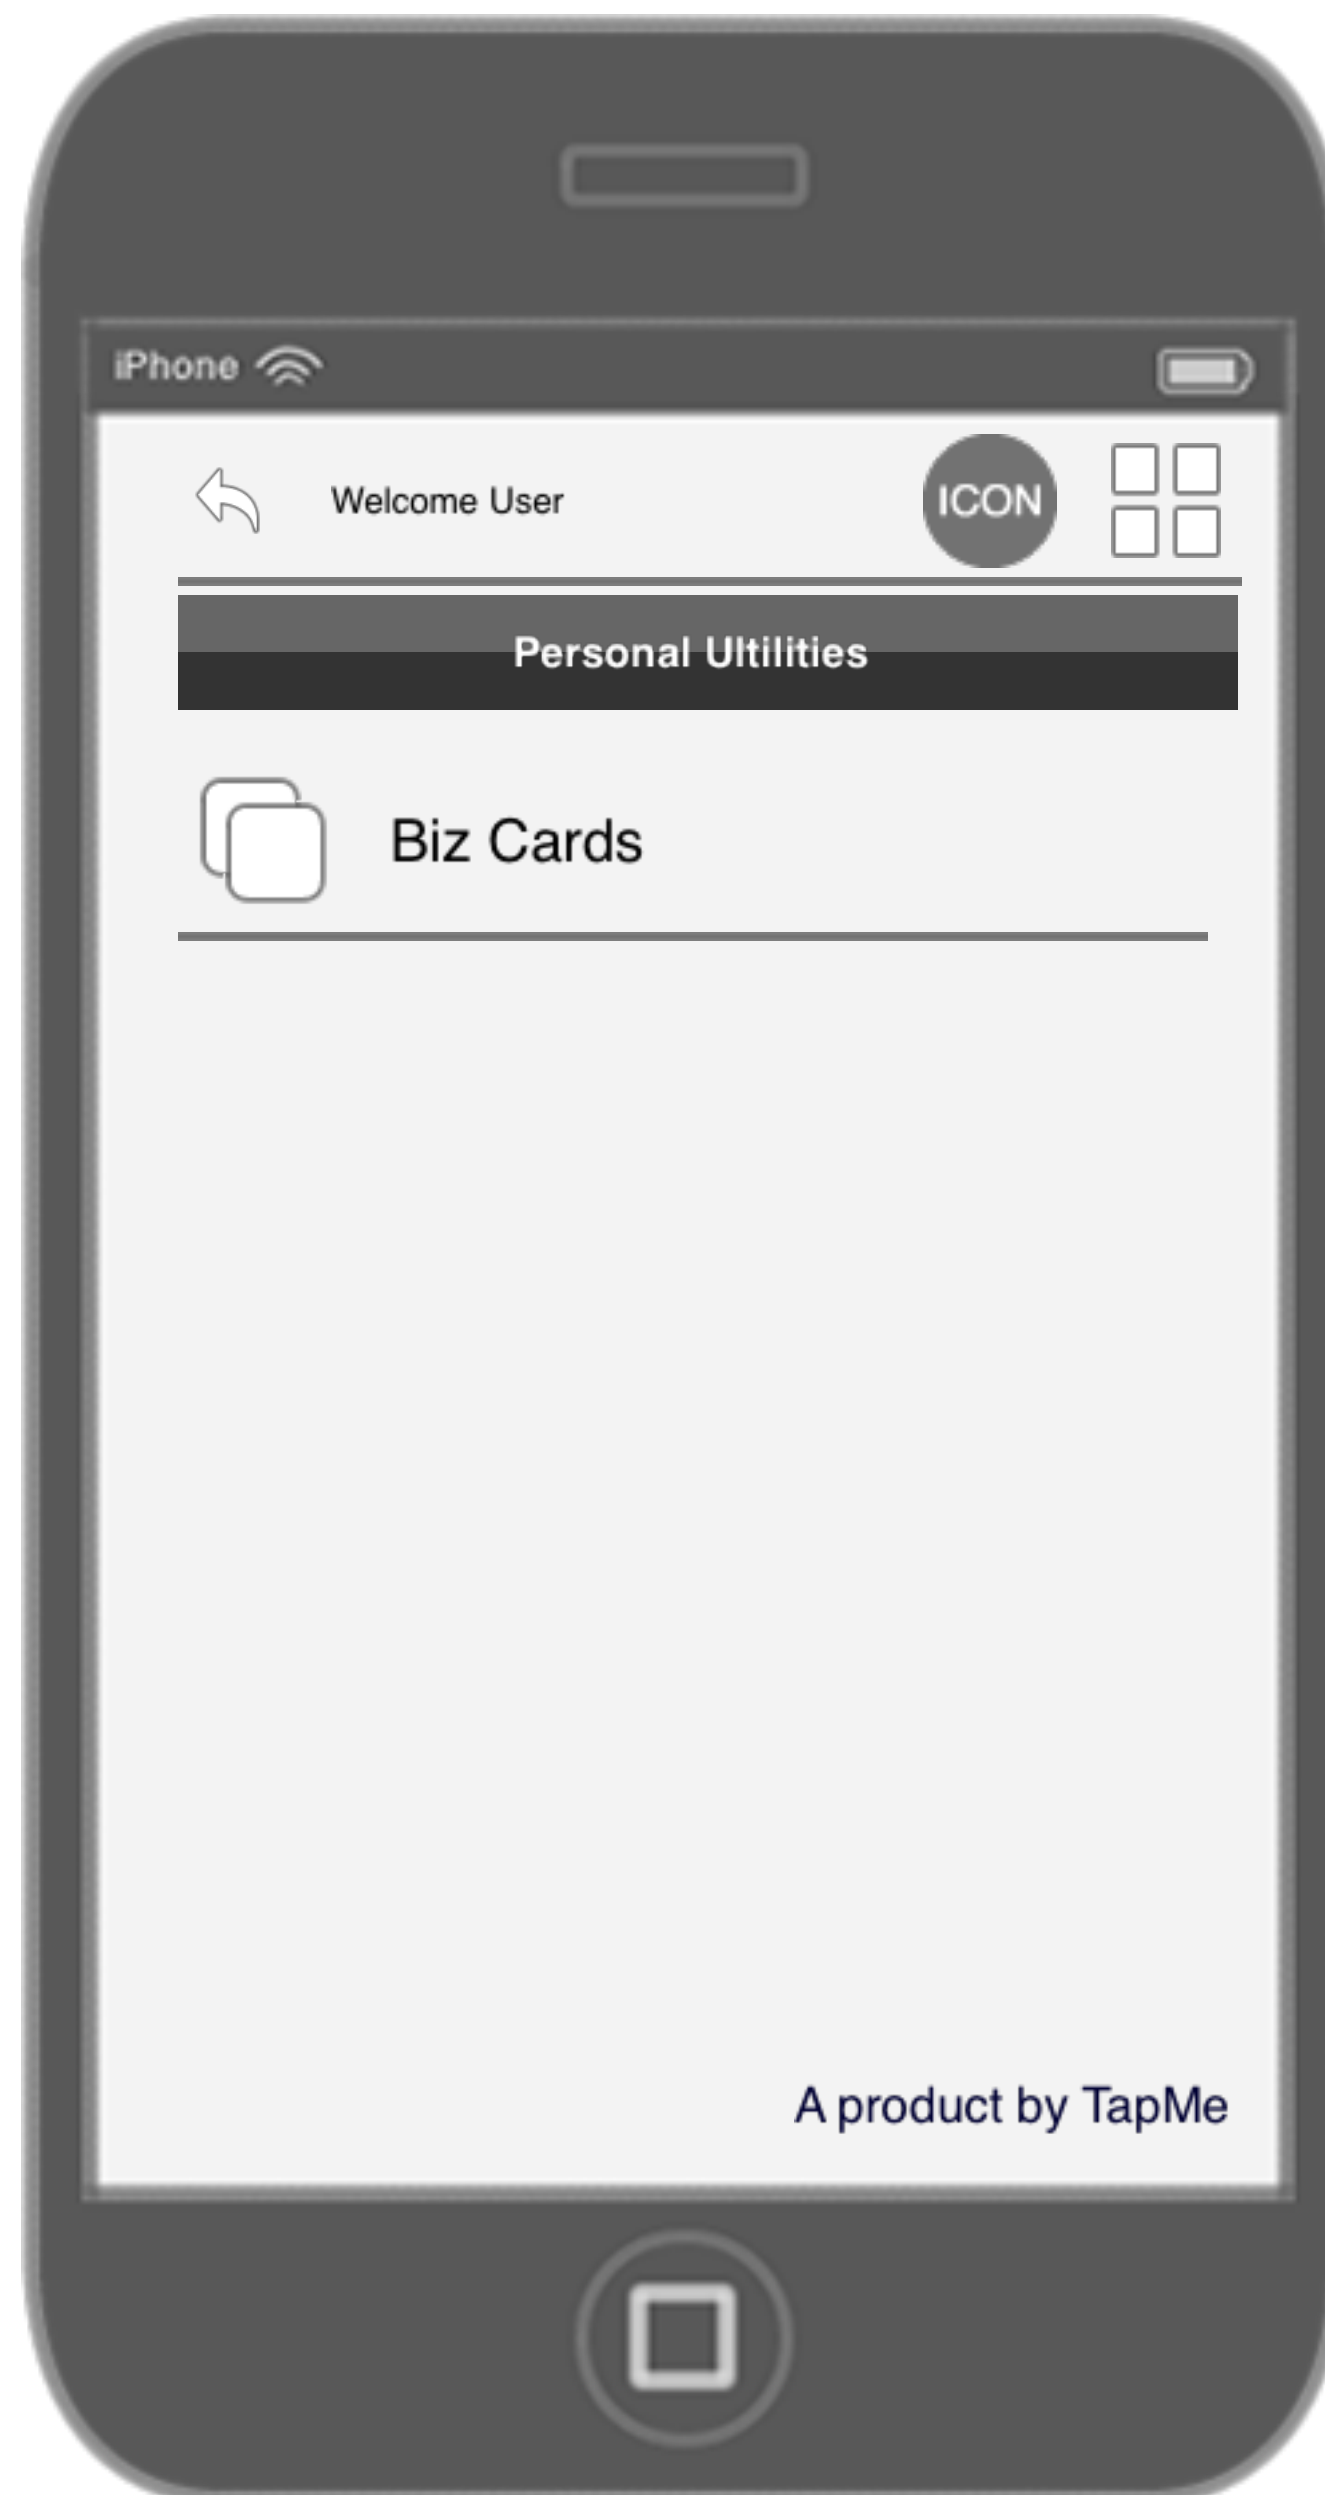 iPhone
Welcome User
ICON
Personal Ultilities
Biz Cards
A product by TapMe